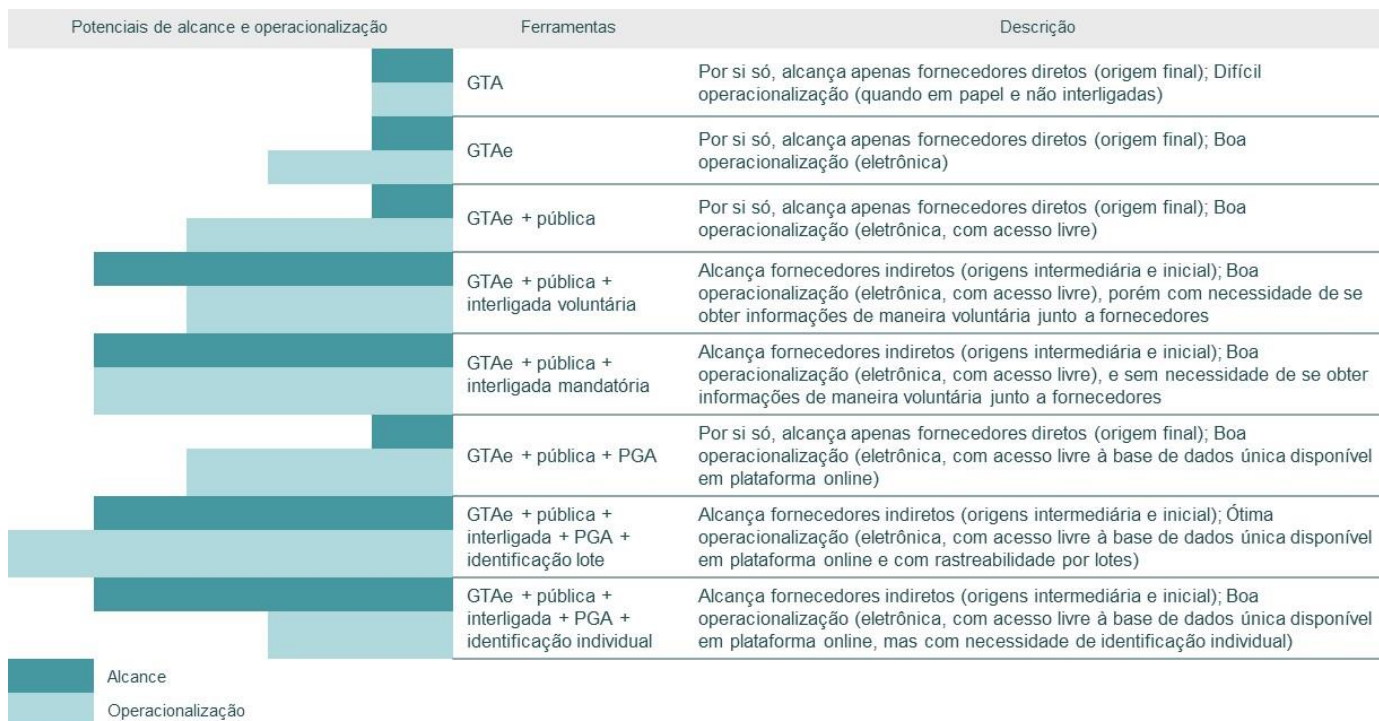 Potenciais de alcance e operacionalização
Ferramentas
Descrição
GTA
Por si só, alcança apenas fornecedores diretos (origem final); Difícil
operacionalização (quando em papel e não interligadas)
GTAe
Por si só, alcança apenas fornecedores diretos (origem final); Boa
operacionalização (eletrônica)
GTAe + pública
Por si só, alcança apenas fornecedores diretos (origem final); Boa
operacionalização (eletrônica, com acesso livre)
GTAe + pública +
interligada voluntária
Alcança fornecedores indiretos (origens intermediária e inicial); Boa
operacionalização (eletrônica, com acesso livre), porém com necessidade de se
obter informações de maneira voluntária junto a fornecedores
GTAe + pública +
interligada mandatória
Alcança fornecedores indiretos (origens intermediária e inicial); Boa
operacionalização (eletrônica, com acesso livre), e sem necessidade de se obter
informações de maneira voluntária junto a fornecedores
GTAe + pública + PGA
Por si só, alcança apenas fornecedores diretos (origem final); Boa
operacionalização (eletrônica, com acesso livre à base de dados única disponível
em plataforma online)
GTAe + pública +
interligada + PGA +
identificação lote
Alcança fornecedores indiretos (origens intermediária e inicial); Ótima
operacionalização (eletrônica, com acesso livre à base de dados única disponível
em plataforma online e com rastreabilidade por lotes)
GTAe + pública +
interligada + PGA +
identificação individual
Alcança fornecedores indiretos (origens intermediária e inicial); Boa
operacionalização (eletrônica, com acesso livre à base de dados única disponível
em plataforma online, mas com necessidade de identificação individual)
Alcance
Operacionalização